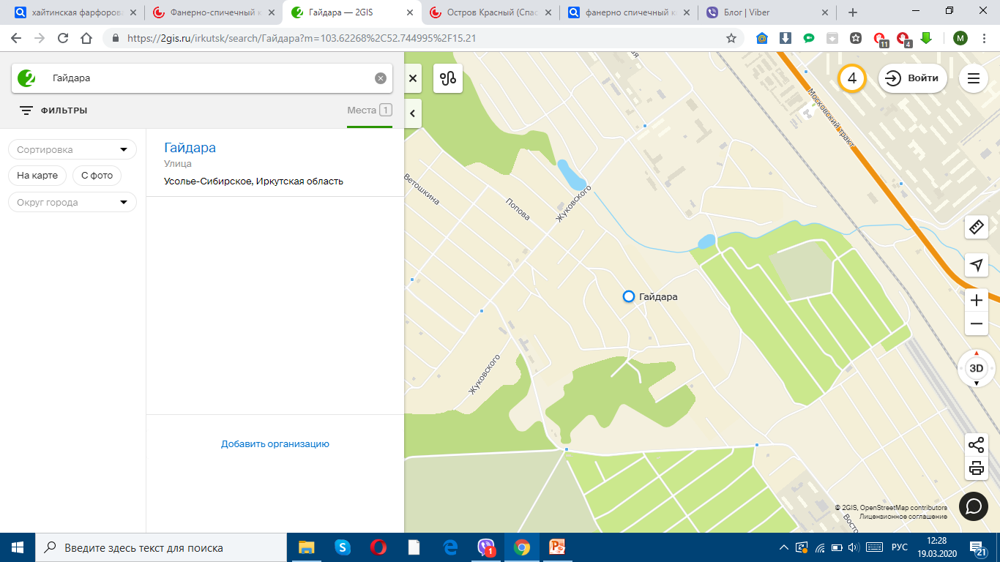 хайтинская фарфоров
Фанерно-спичечный к
Гайдара — 2GIS
Остров Красный (Спас
фанерно спичечный к
Блог | Viber
https://2gis.ru/irkutsk/search/Гайдара?m=103.62268%2C52.744995%2F15.21
11
4
M
Гайдара
4
Войти
ФИЛЬТРЫ
Места 1
Сортировка
На карте
С фото
Округ города
Гайдара
Улица
Усолье-Сибирское, Иркутская область
Добавить организацию
Московский тракт
Ветошкина
Попова
Жуковского
Гайдара
Жуковского
3D
Восто
© 2GIS, OpenStreetMap contributors
Лицензионное соглашение
Введите здесь текст для поиска
1
РУС
12:28
19.03.2020
21